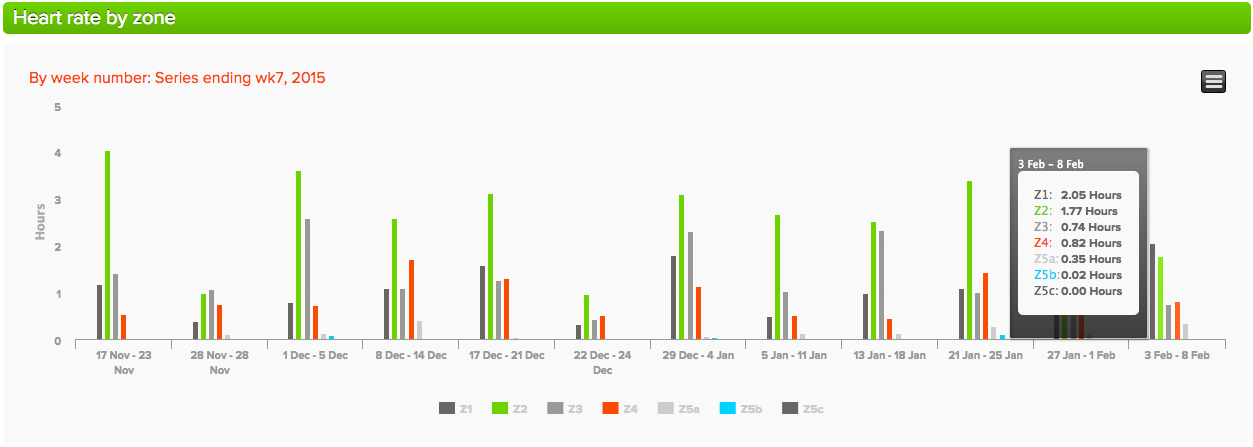 Heart rate by zone
By week number: Series ending wk7, 2015
5
4
3
2
1
0
Hours
3 Feb – 8 Feb
Z1: 2.05 Hours
Z2: 1.77 Hours
Z3: 0.74 Hours
Z4: 0.82 Hours
Z5a: 0.35 Hours
Z5b: 0.02 Hours
Z5c: 0.00 Hours
17 Nov - 23 Nov
28 Nov - 28 Nov
1 Dec - 5 Dec
8 Dec - 14 Dec
17 Dec - 21 Dec
22 Dec - 24 Dec
29 Dec - 4 Jan
5 Jan - 11 Jan
13 Jan - 18 Jan
21 Jan - 25 Jan
27 Jan - 1 Feb
3 Feb - 8 Feb
Z1 Z2 Z3 Z4 Z5a Z5b Z5c